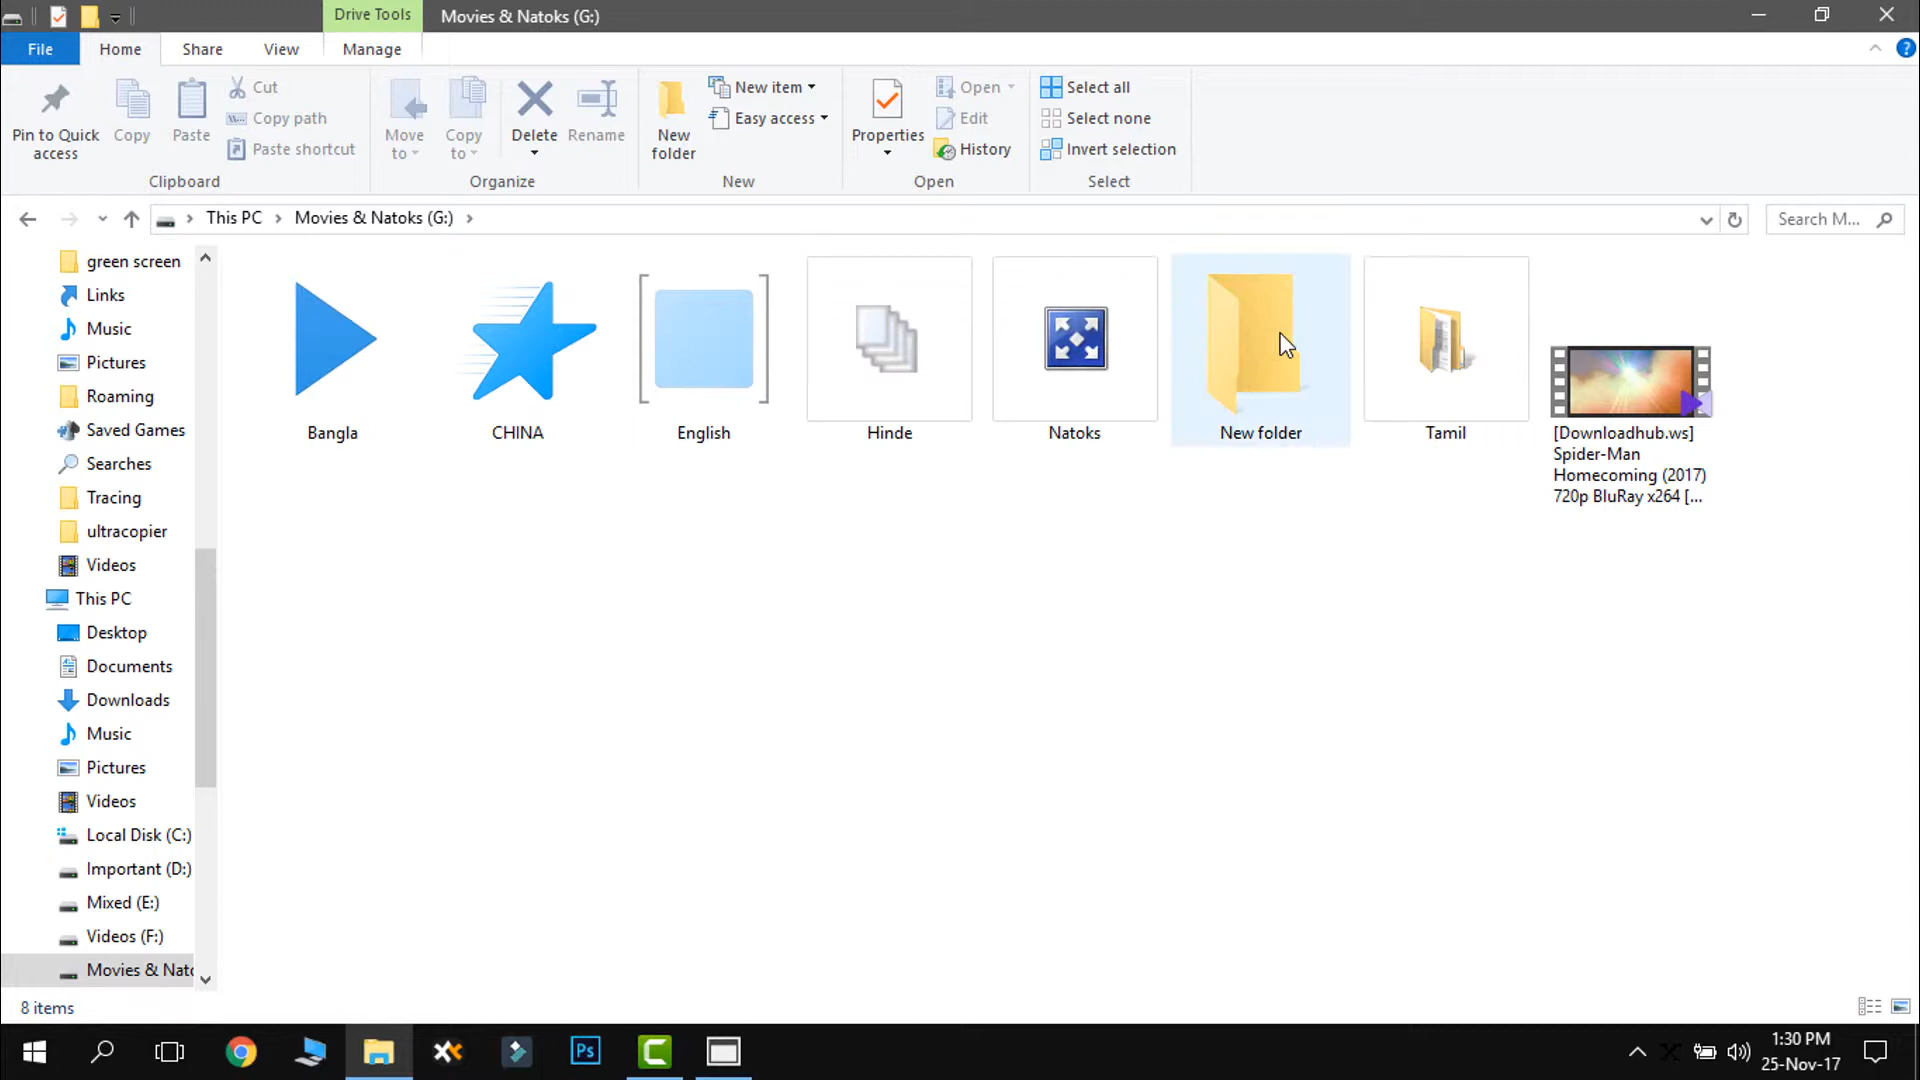 Drive Tools
Movies & Natoks (G:)
File
Home
Share
View
Manage
?
Pin to Quick
access
Copy
Paste
Cut
Copy path
Paste shortcut
Clipboard
Move
to
Copy
to
Delete
Rename
Organize
New
folder
New item
Easy access
New
Properties
Open
Edit
History
Open
Select all
Select none
Invert selection
Select
This PC
Movies & Natoks (G:)
Search M...
green screen
Links
Music
Pictures
Roaming
Saved Games
Searches
Tracing
ultracopier
Videos
This PC
Desktop
Documents
Downloads
Music
Pictures
Videos
Local Disk (C:)
Important (D:)
Mixed (E:)
Videos (F:)
Movies & Nato
Bangla
CHINA
English
Hinde
Natoks
New folder
Tamil
[Downloadhub.ws]
Spider-Man
Homecoming (2017)
720p BluRay x264 [...
8 items
Ps
1:30 PM
25-Nov-17